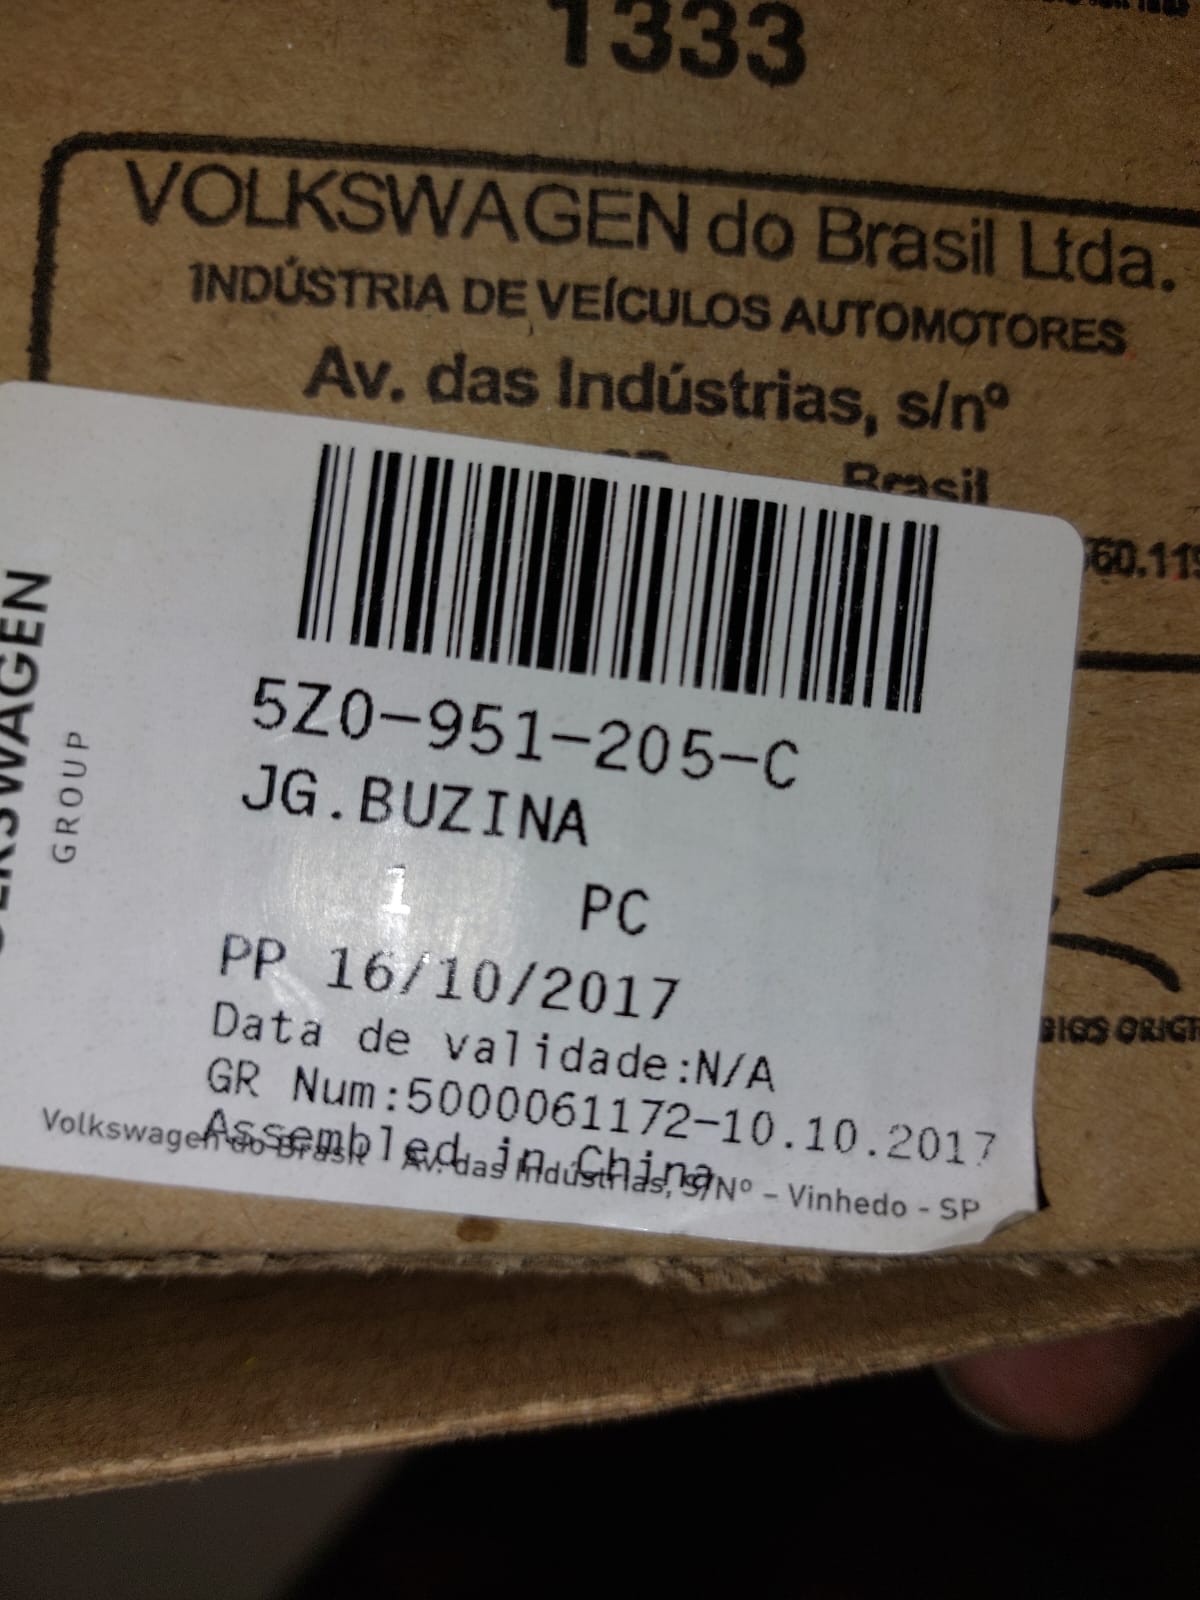 1333
VOLKSWAGEN do Brasil Ltda.
INDÚSTRIA DE VEÍCULOS AUTOMOTORES
Av. das Indústrias, s/nº
Brasil
60.119
GROUP
5Z0-951-205-C
JG.BUZINA
1 PC
PP 16/10/2017
Data de validade:N/A
GR Num:5000061172-10.10.2017
Assembled in China
Volkswagen do Brasil Av. das Indústrias, S/Nº - Vinhedo - SP